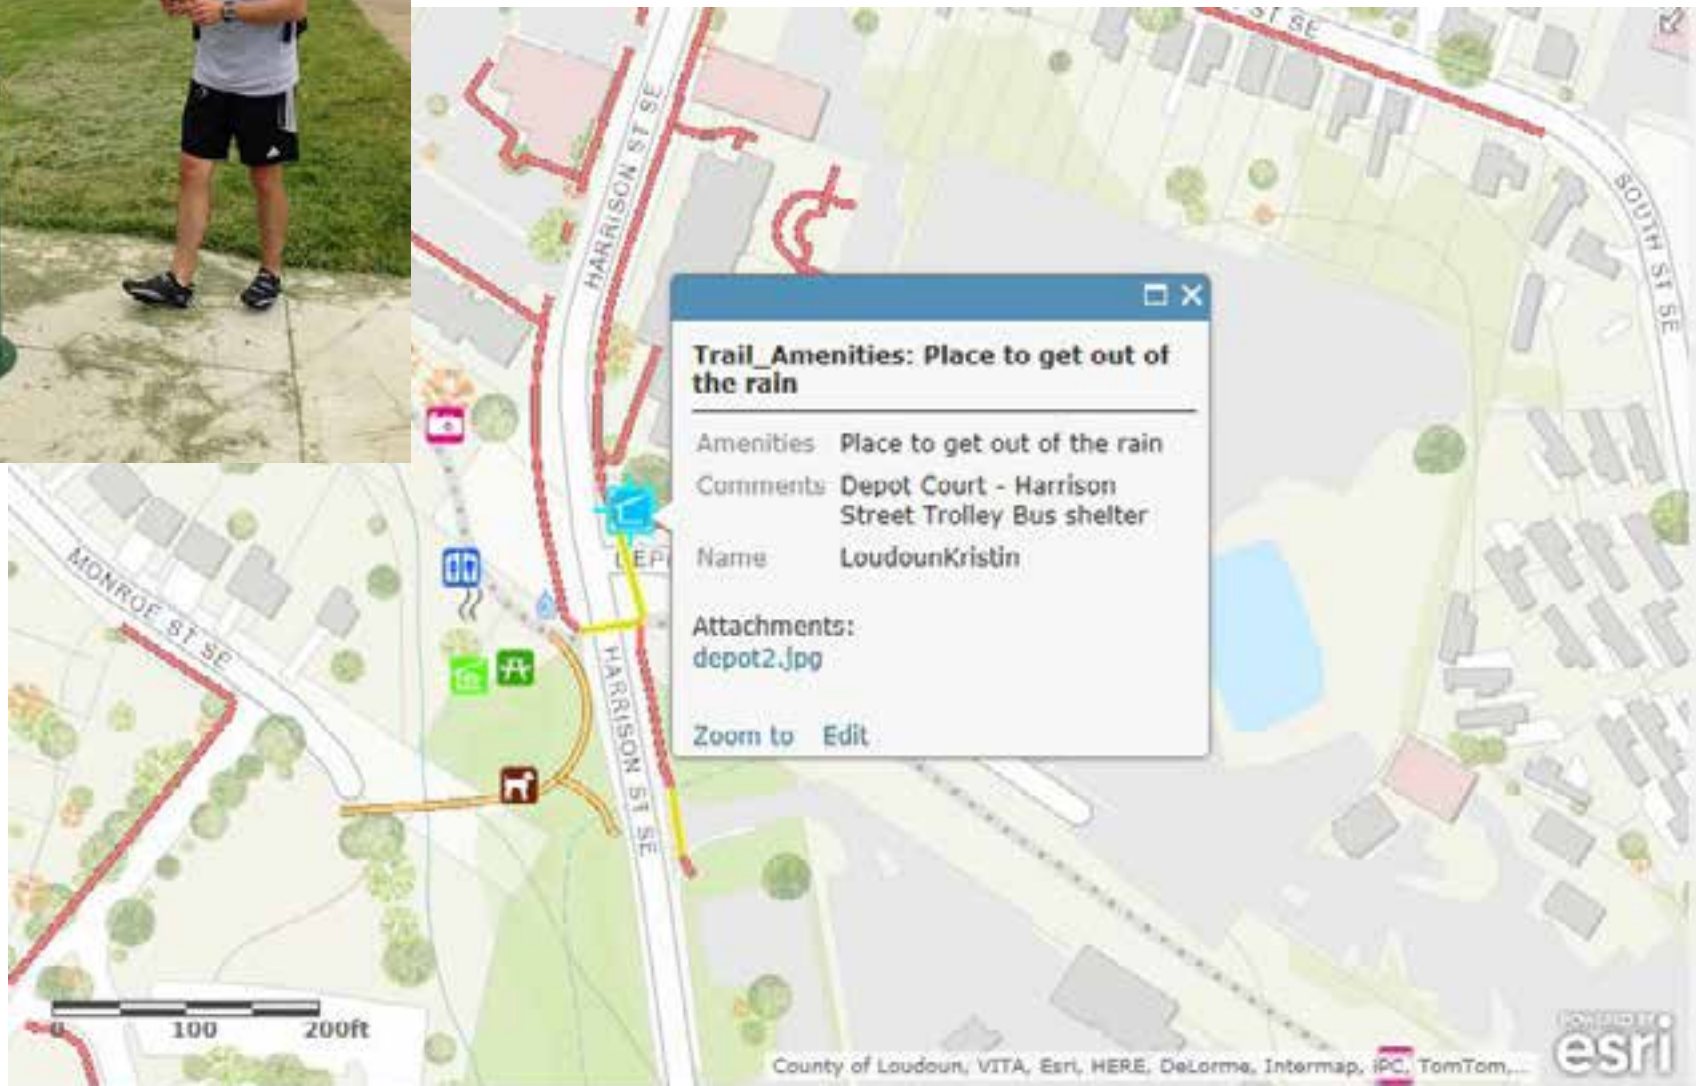 ST SE
HARRISON ST SE
SOUTH ST SE
Trail_Amenities: Place to get out of
the rain
Amenities Place to get out of the rain
Comments Depot Court - Harrison
Street Trolley Bus shelter
Name LoudounKristin
Attachments:
depot2.jpg
Zoom to Edit
MONROE ST SE
HARRISON ST SE
0 100 200ft
County of Loudoun, VITA, Esri, HERE, DeLorme, Intermap, iPC, TomTom,...
POWERED BY
esri